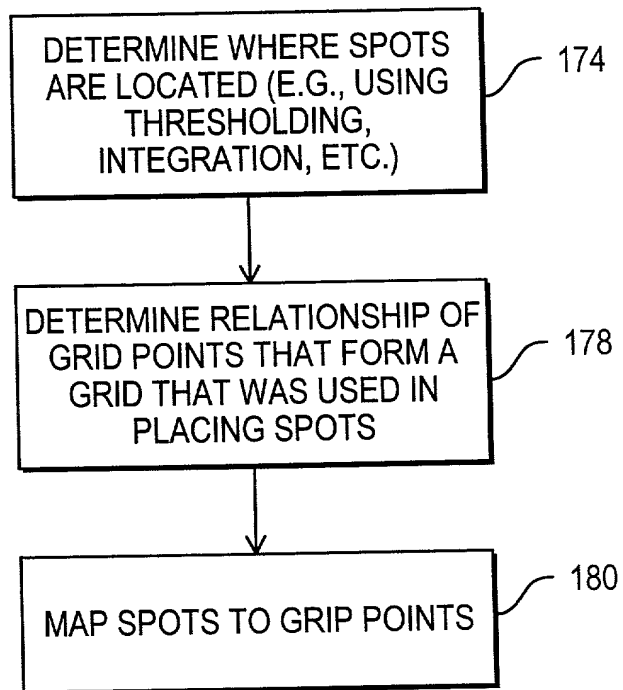 DETERMINE WHERE SPOTS
ARE LOCATED (E.G., USING
THRESHOLDING,
INTEGRATION, ETC.)
174
DETERMINE RELATIONSHIP OF
GRID POINTS THAT FORM A
GRID THAT WAS USED IN
PLACING SPOTS
178
MAP SPOTS TO GRIP POINTS
180